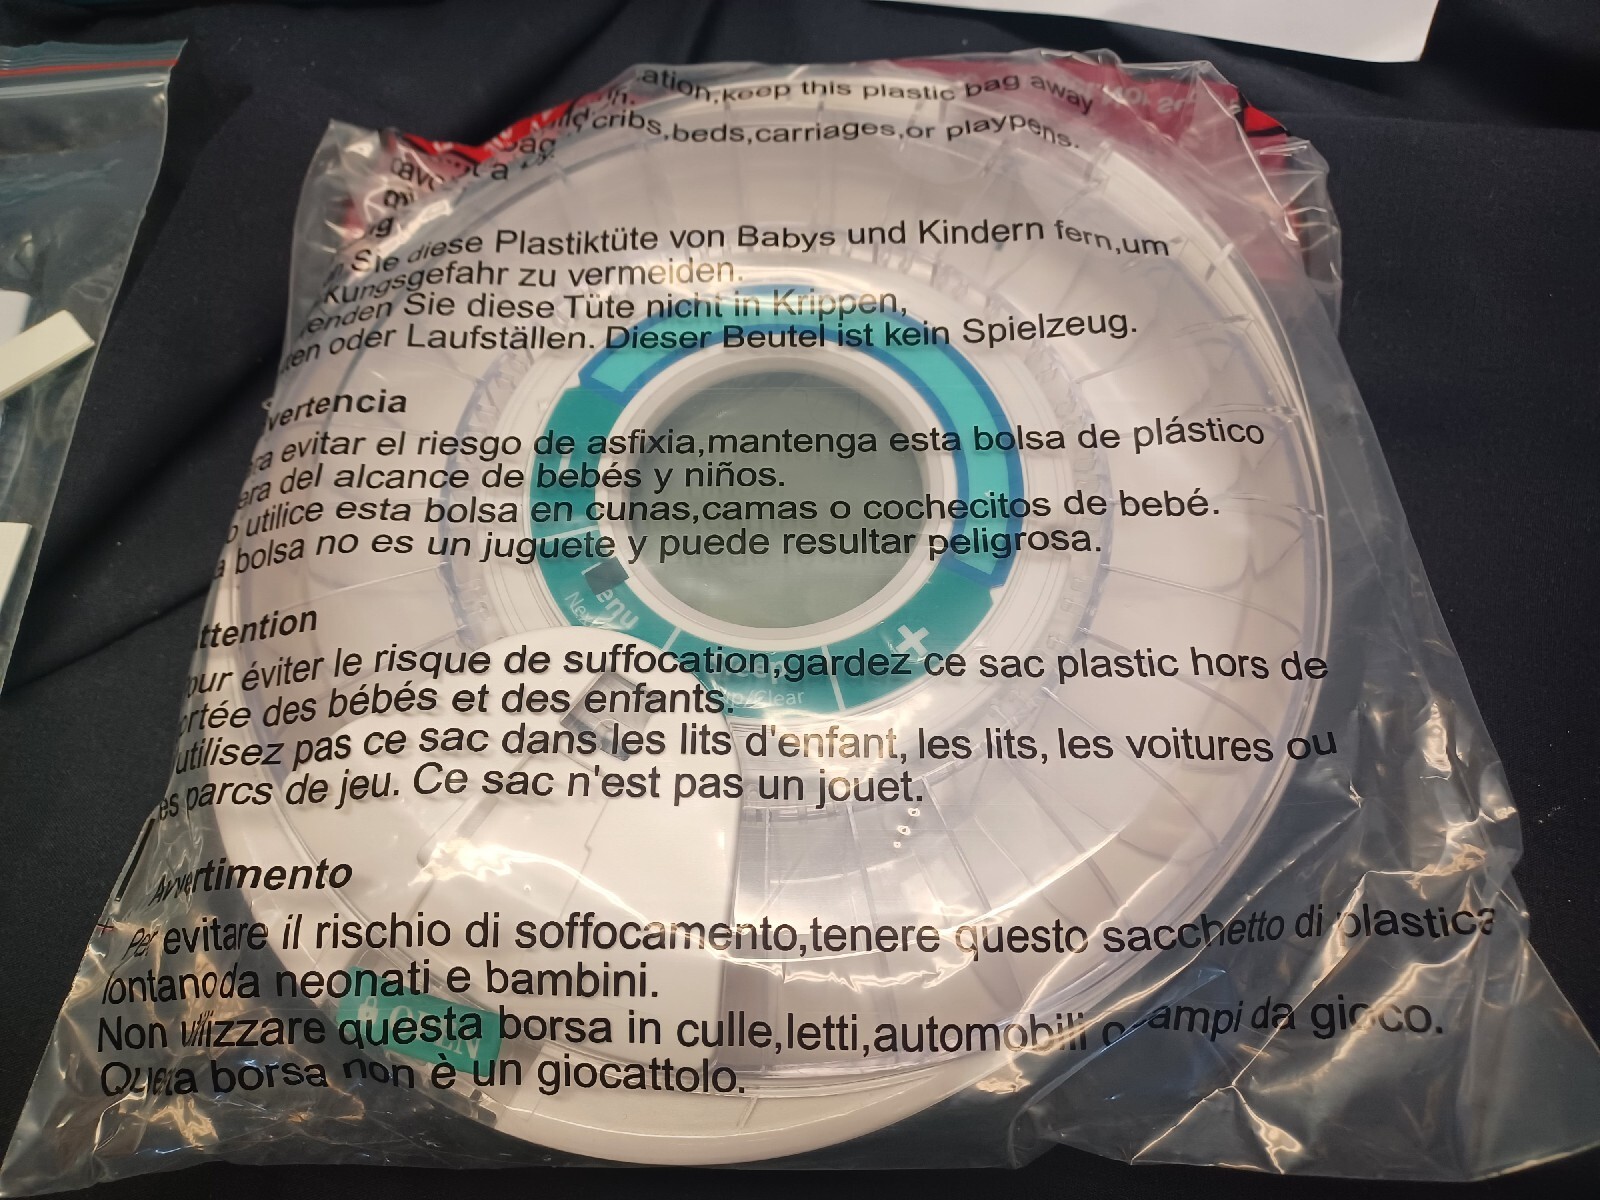 ation,keep this plastic bag away
cribs,beds,carriages,or playpens.
bag
a
Sie diese Plastiktüte von Babys und Kindern fern,um
kungsgefahr zu vermeiden.
enden Sie diese Tüte nicht in Krippen,
ten oder Laufställen. Dieser Beutel ist kein Spielzeug.
vertencia
ra evitar el riesgo de asfixia,mantenga esta bolsa de plástico
era del alcance de bebés y niños.
o utilice esta bolsa en cunas,camas o cochecitos de bebé.
a bolsa no es un juguete y puede resultar peligrosa.
ttention
our éviter le risque de suffocation,gardez ce sac plastic hors de
ortée des bébés et des enfants.
utilisez pas ce sac dans les lits d'enfant, les lits, les voitures ou
es parcs de jeu. Ce sac n'est pas un jouet.
Avvertimento
Per evitare il rischio di soffocamento,tenere questo sacchetto di plastica
lontanoda neonati e bambini.
Non utilizzare questa borsa in culle,letti,automobili o campi da gioco.
Questa borsa non è un giocattolo.
enu
+
/Clear
OPEN